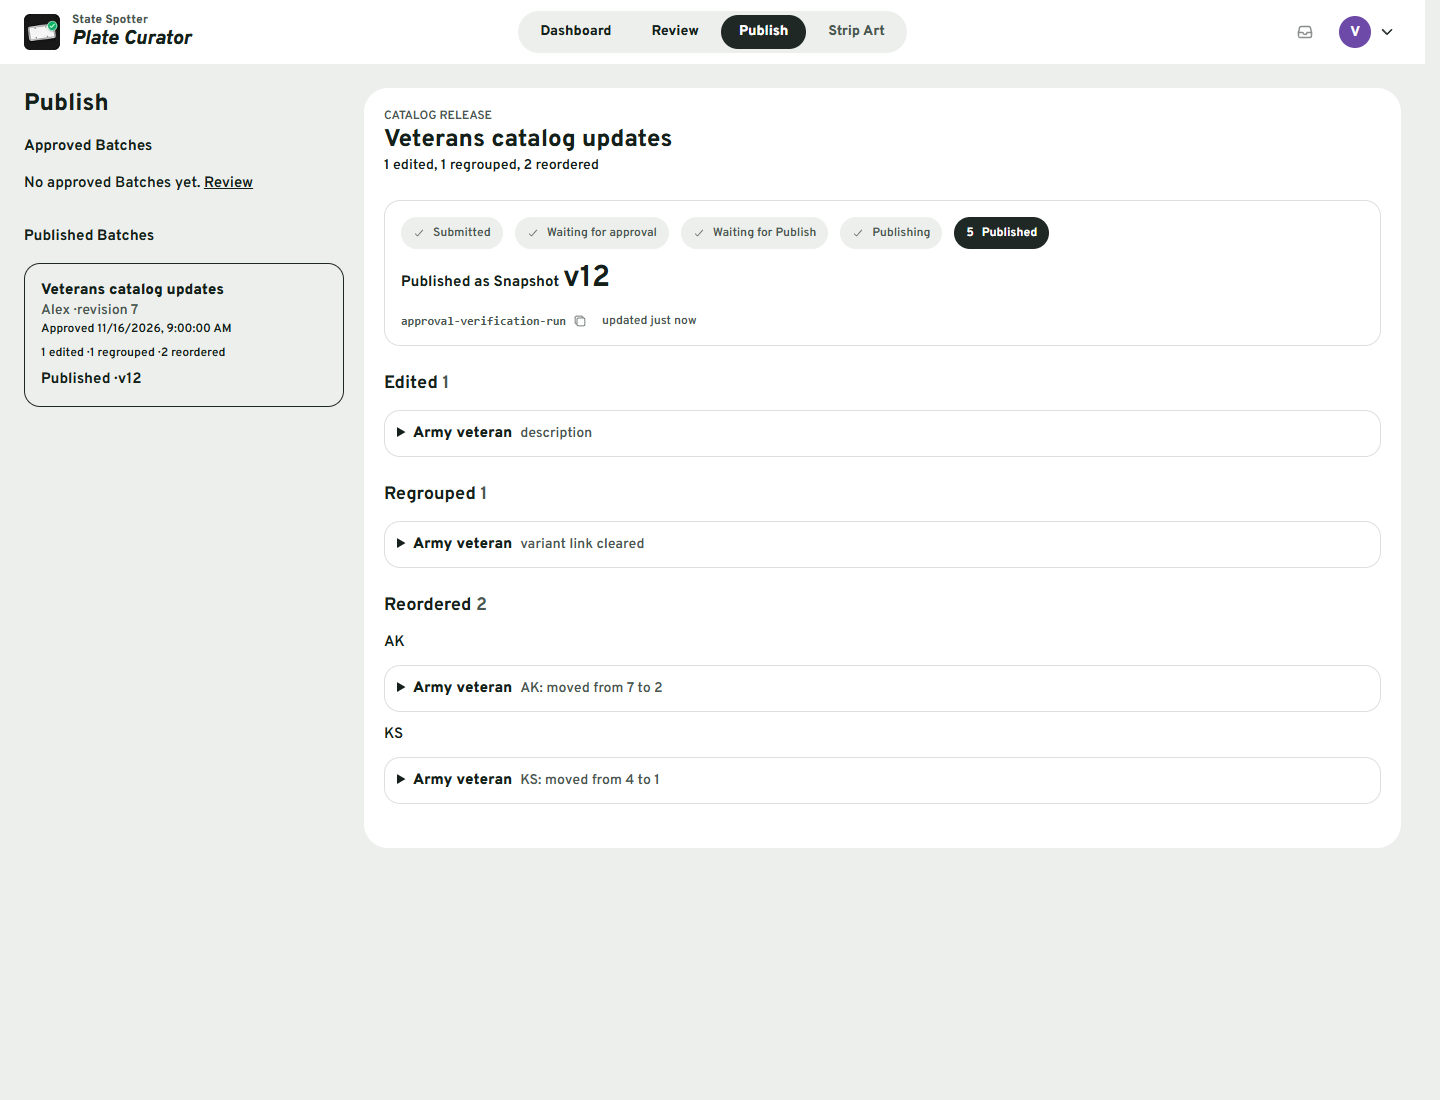 State Spotter
Plate Curator
Dashboard
Review
Publish
Strip Art
V
Publish
Approved Batches
No approved Batches yet. Review
Published Batches
Veterans catalog updates
Alex ·revision 7
Approved 11/16/2026, 9:00:00 AM
1 edited ·1 regrouped ·2 reordered
Published ·v12
CATALOG RELEASE
Veterans catalog updates
1 edited, 1 regrouped, 2 reordered
Submitted
Waiting for approval
Waiting for Publish
Publishing
5 Published
Published as Snapshot v12
approval-verification-run
updated just now
Edited 1
Army veteran description
Regrouped 1
Army veteran variant link cleared
Reordered 2
AK
Army veteran AK: moved from 7 to 2
KS
Army veteran KS: moved from 4 to 1